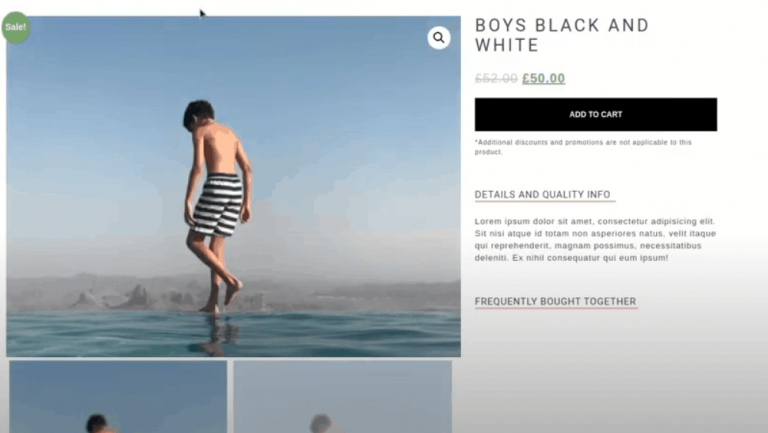 Sale!
BOYS BLACK AND
WHITE
£52.00 £50.00
ADD TO CART
*Additional discounts and promotions are not applicable to this
product.
DETAILS AND QUALITY INFO
Lorem ipsum dolor sit amet, consectetur adipisicing elit.
Sit nisi atque id totam non asperiores natus, velit itaque
qui reprehenderit, magnam possimus, necessitatibus
deleniti. Ex nihil consequatur qui eum ipsum!
FREQUENTLY BOUGHT TOGETHER